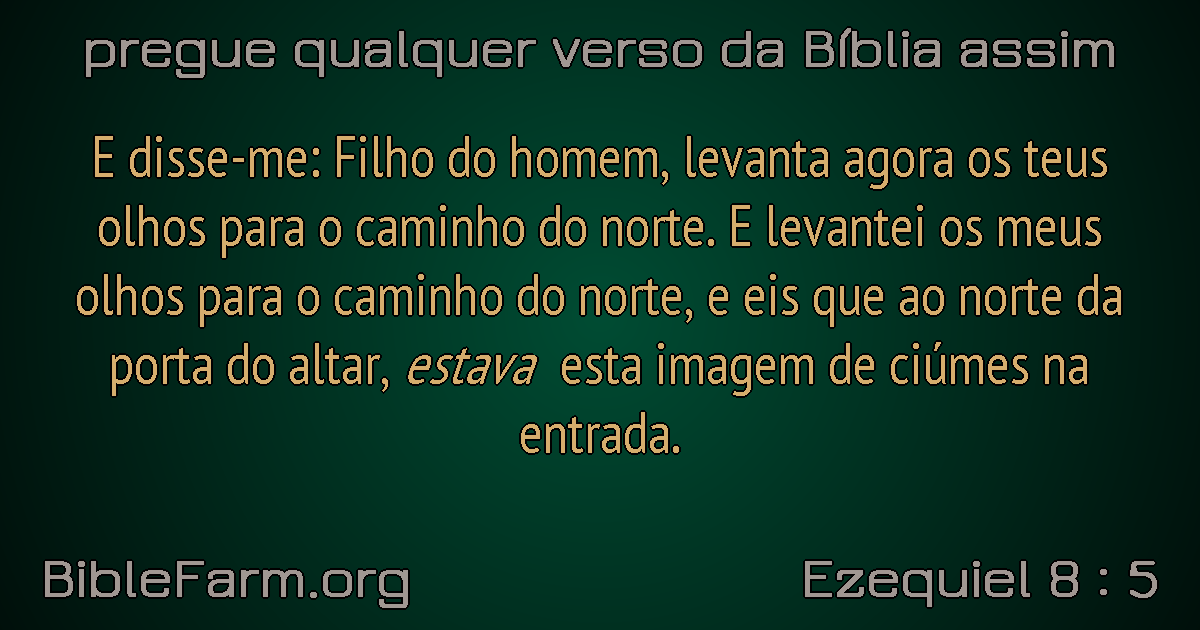 pregue qualquer verso da Bíblia assim
E disse-me: Filho do homem, levanta agora os teus
olhos para o caminho do norte. E levantei os meus
olhos para o caminho do norte, e eis que ao norte da
porta do altar, estava esta imagem de ciúmes na
entrada.
BibleFarm.org
Ezequiel 8 : 5